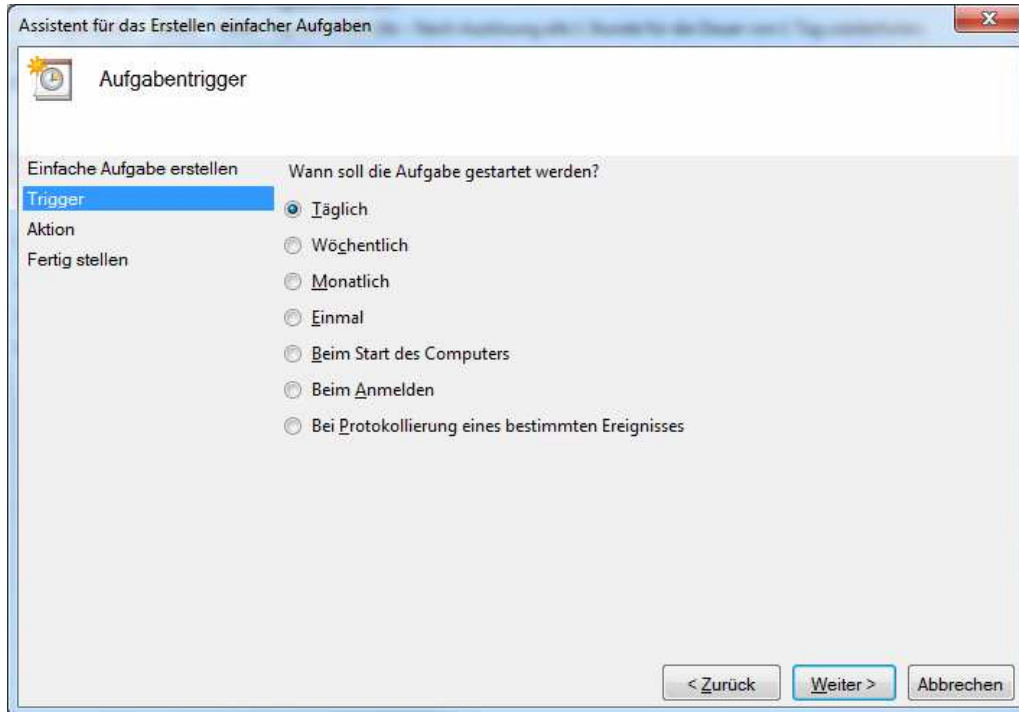 Assistent für das Erstellen einfacher Aufgaben
Aufgabentrigger
Einfache Aufgabe erstellen
Trigger
Aktion
Fertig stellen
Wann soll die Aufgabe gestartet werden?
Täglich
Wöchentlich
Monatlich
Einmal
Beim Start des Computers
Beim Anmelden
Bei Protokollierung eines bestimmten Ereignisses
< Zurück
Weiter >
Abbrechen